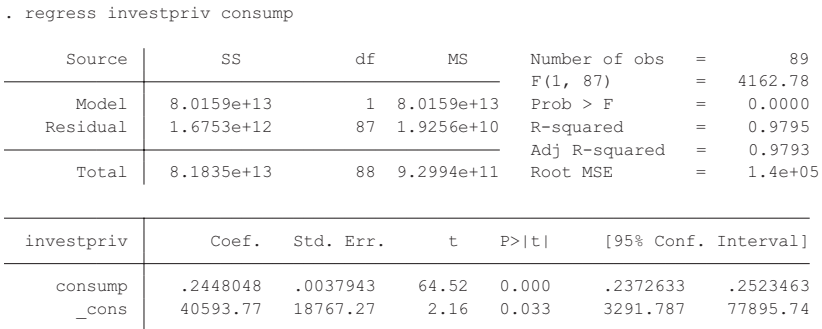 . regress investpriv consump
Source SS df MS Number of obs = 89
F(1, 87) = 4162.78
Model 8.0159e+13 1 8.0159e+13 Prob > F = 0.0000
Residual 1.6753e+12 87 1.9256e+10 R-squared = 0.9795
Adj R-squared = 0.9793
Total 8.1835e+13 88 9.2994e+11 Root MSE = 1.4e+05
investpriv Coef. Std. Err. t P>|t| [95% Conf. Interval]
consump .2448048 .0037943 64.52 0.000 .2372633 .2523463
_cons 40593.77 18767.27 2.16 0.033 3291.787 77895.74